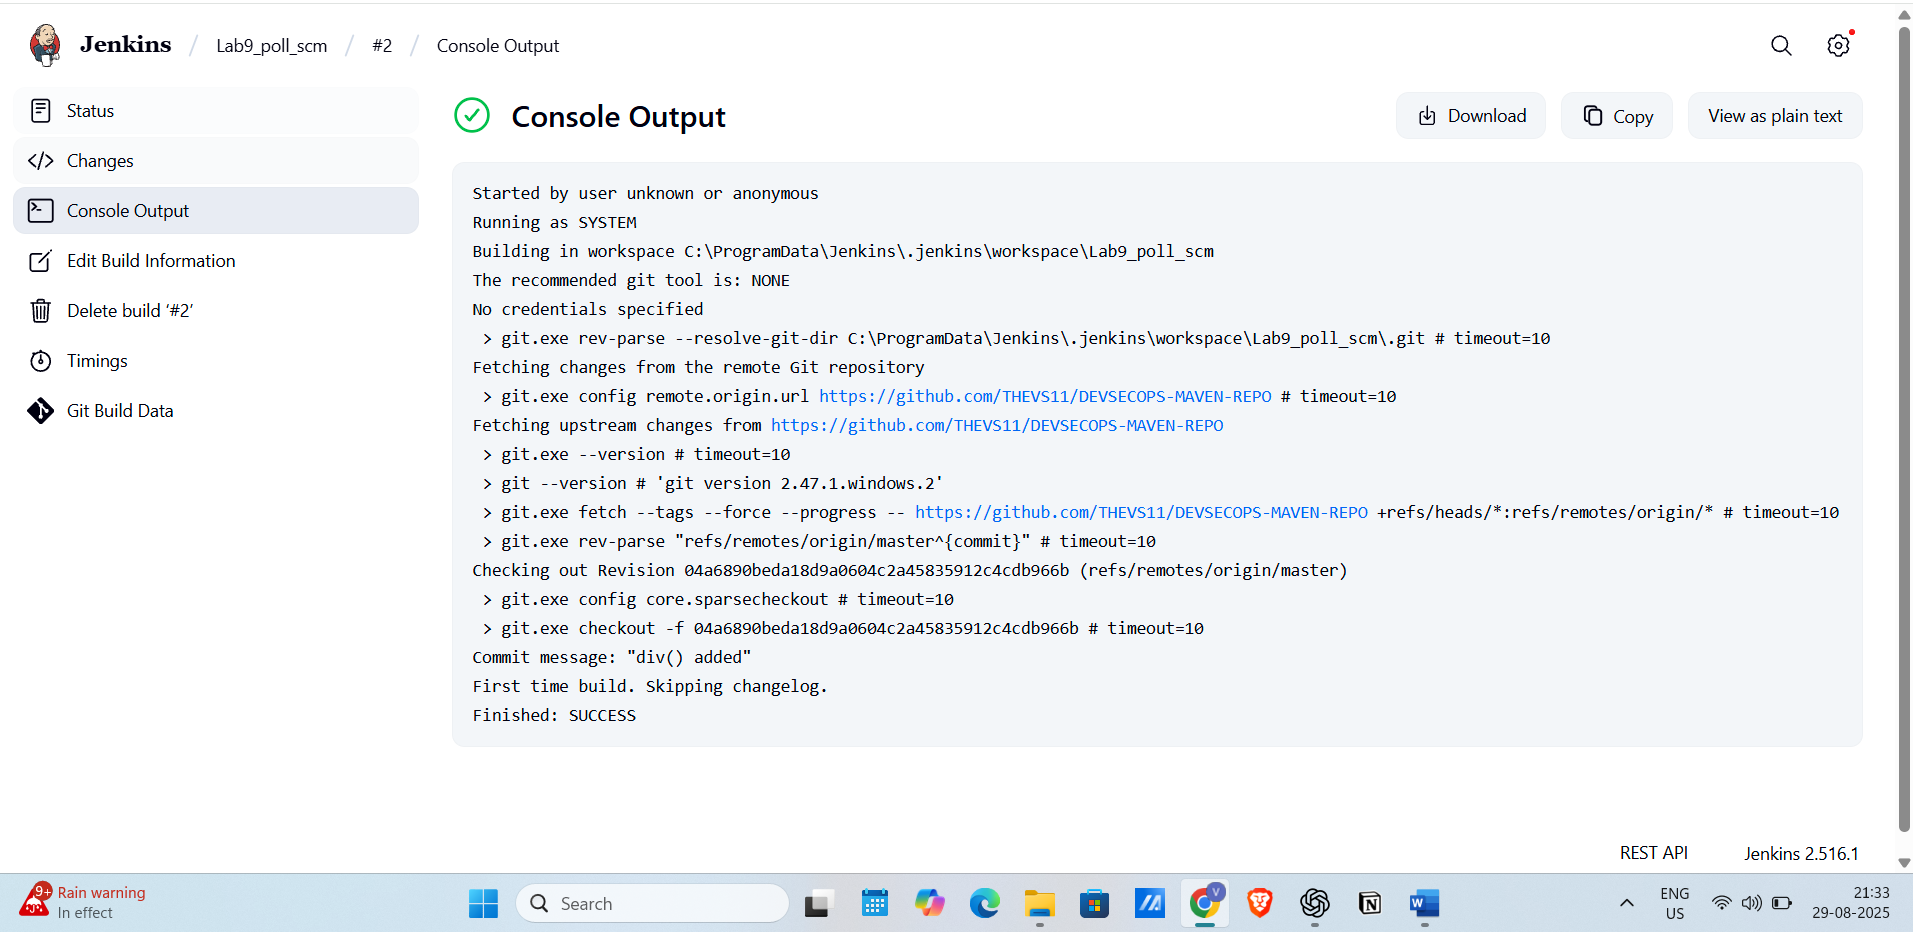 Jenkins / Lab9_poll_scm / #2 / Console Output
Status
Changes
Console Output
Edit Build Information
Delete build ‘#2’
Timings
Git Build Data
Console Output
Download
Copy
View as plain text
Started by user unknown or anonymous
Running as SYSTEM
Building in workspace C:\ProgramData\Jenkins\.jenkins\workspace\Lab9_poll_scm
The recommended git tool is: NONE
No credentials specified
 > git.exe rev-parse --resolve-git-dir C:\ProgramData\Jenkins\.jenkins\workspace\Lab9_poll_scm\.git # timeout=10
Fetching changes from the remote Git repository
 > git.exe config remote.origin.url https://github.com/THEVS11/DEVSECOPS-MAVEN-REPO # timeout=10
Fetching upstream changes from https://github.com/THEVS11/DEVSECOPS-MAVEN-REPO
 > git.exe --version # timeout=10
 > git --version # 'git version 2.47.1.windows.2'
 > git.exe fetch --tags --force --progress -- https://github.com/THEVS11/DEVSECOPS-MAVEN-REPO +refs/heads/*:refs/remotes/origin/* # timeout=10
 > git.exe rev-parse "refs/remotes/origin/master^{commit}" # timeout=10
Checking out Revision 04a6890beda18d9a0604c2a45835912c4cdb966b (refs/remotes/origin/master)
 > git.exe config core.sparsecheckout # timeout=10
 > git.exe checkout -f 04a6890beda18d9a0604c2a45835912c4cdb966b # timeout=10
Commit message: "div() added"
First time build. Skipping changelog.
Finished: SUCCESS
REST API
Jenkins 2.516.1
9+
Rain warning
In effect
Search
V
N
W
ENG
US
21:33
29-08-2025